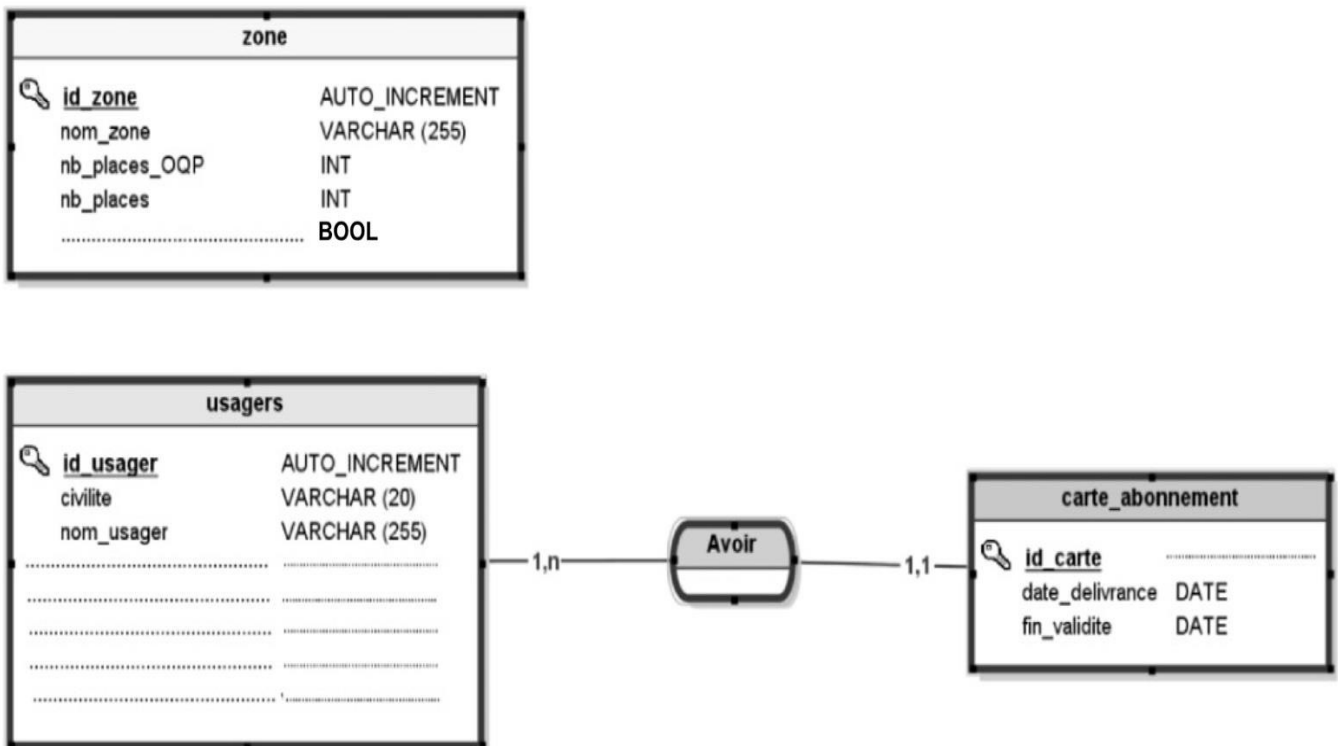 zone
id_zone AUTO_INCREMENT
nom_zone VARCHAR (255)
nb_places_OQP INT
nb_places INT
........................................ BOOL
usagers
id_usager AUTO_INCREMENT
civilite VARCHAR (20)
nom_usager VARCHAR (255)
1,n
Avoir
1,1
carte_abonnement
id_carte ........................................
date_delivrance DATE
fin_validite DATE